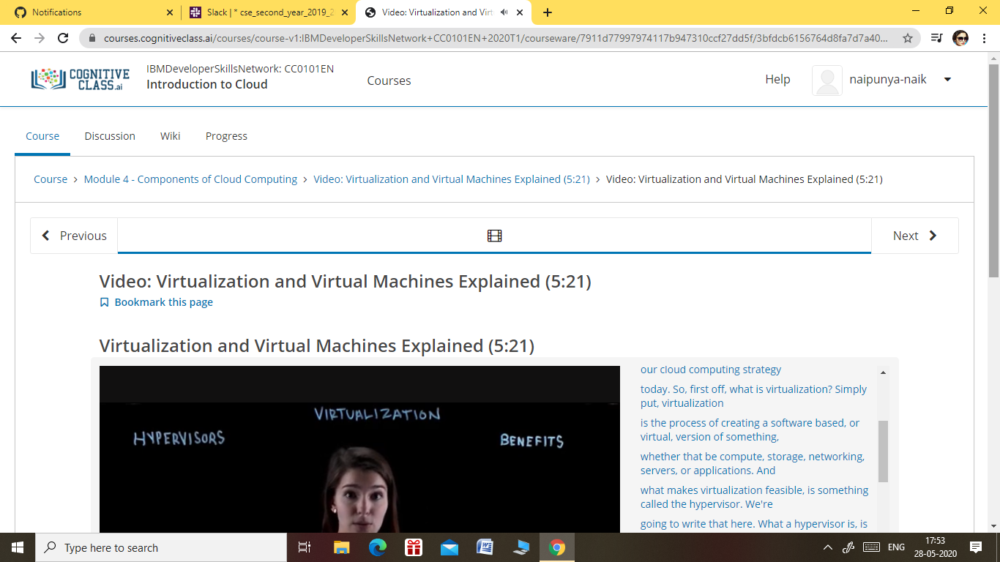 Notifications
Slack | * cse_second_year_2019_2
Video: Virtualization and Virt
courses.cognitiveclass.ai/courses/course-v1:IBMDeveloperSkillsNetwork+CC0101EN+2020T1/courseware/7911d77997974117b947310ccf27dd5f/3bfdcb6156764d8fa7d7a40...
COGNITIVE
CLASS.ai
IBMDeveloperSkillsNetwork: CC0101EN
Introduction to Cloud
Courses
Help
naipunya-naik
Course
Discussion
Wiki
Progress
Course > Module 4 - Components of Cloud Computing > Video: Virtualization and Virtual Machines Explained (5:21) > Video: Virtualization and Virtual Machines Explained (5:21)
Previous
Next
Video: Virtualization and Virtual Machines Explained (5:21)
Bookmark this page
Virtualization and Virtual Machines Explained (5:21)
VIRTUALIZATION
HYPERVISORS
BENEFITS
our cloud computing strategy
today. So, first off, what is virtualization? Simply
put, virtualization
is the process of creating a software based, or
virtual, version of something,
whether that be compute, storage, networking,
servers, or applications. And
what makes virtualization feasible, is something
called the hypervisor. We're
going to write that here. What a hypervisor is, is
Type here to search
ENG
17:53
28-05-2020